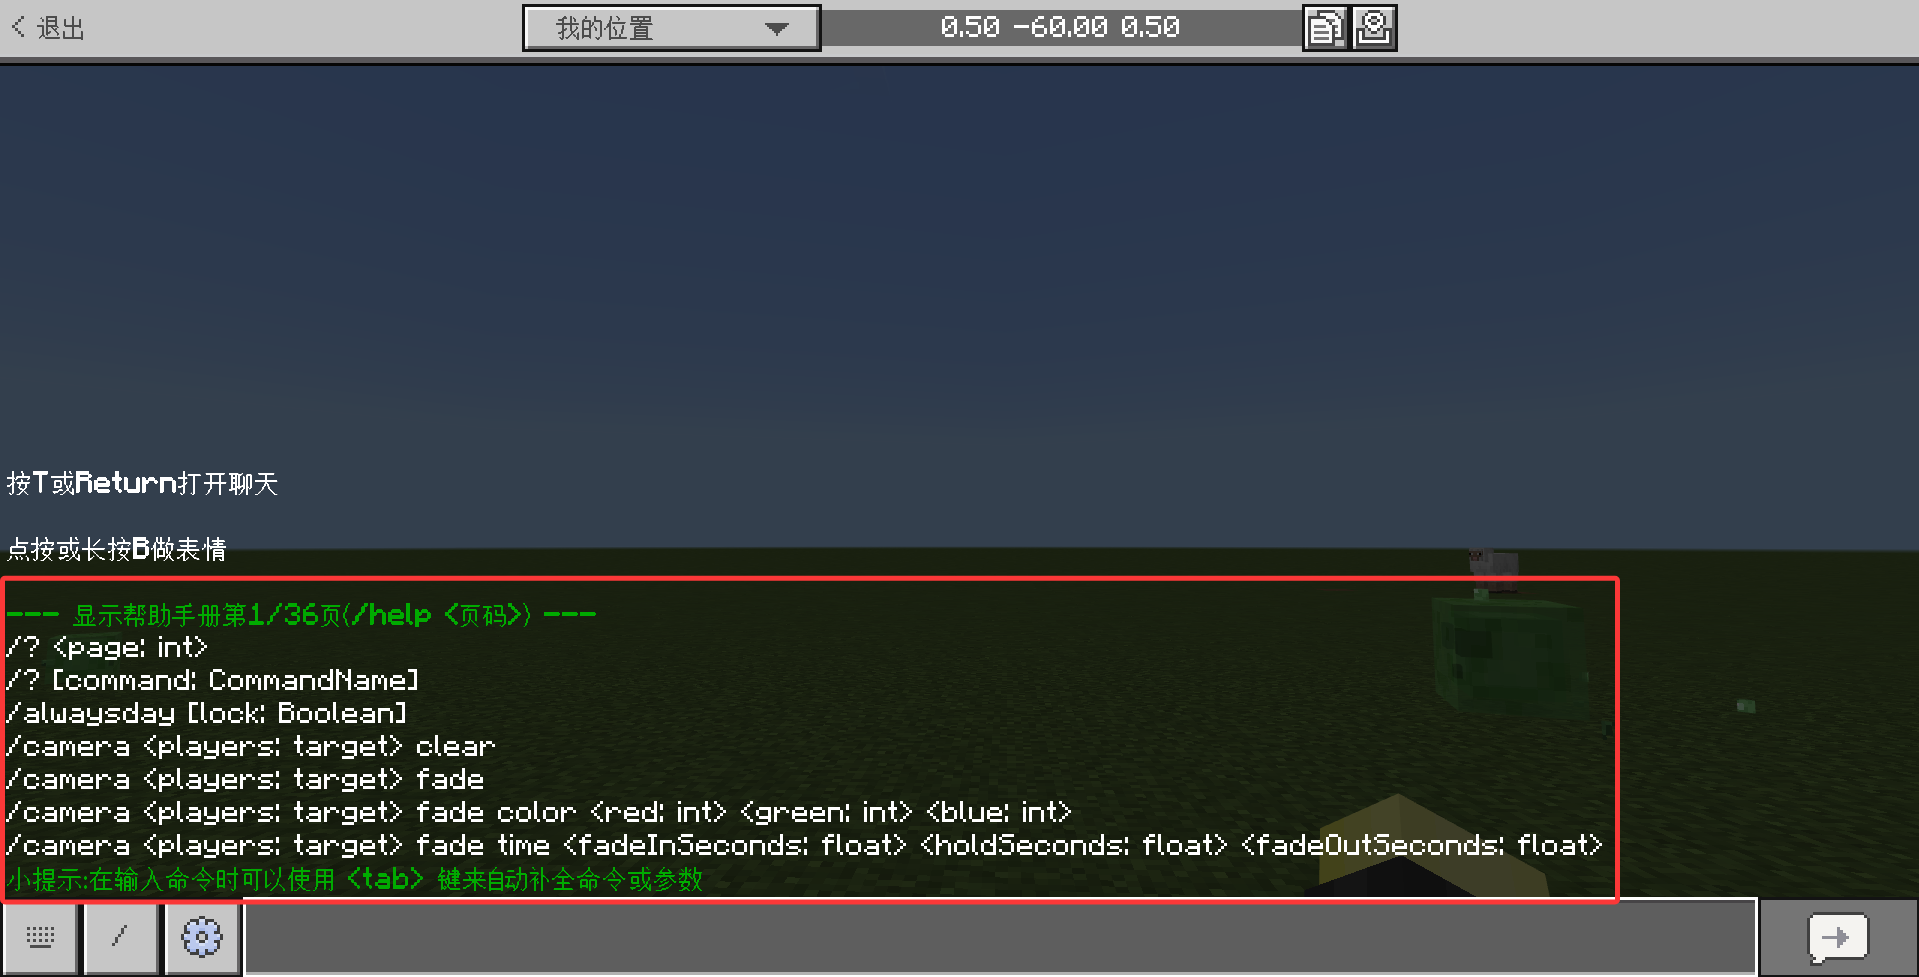 退出
我的位置
0.50 -60.00 0.50
按T或Return打开聊天
点按或长按B做表情
--- 显示帮助手册第1/36页(/help <页码>) ---
/? <page: int>
/? [command: CommandName]
/alwaysday [lock: Boolean]
/camera <players: target> clear
/camera <players: target> fade
/camera <players: target> fade color <red: int> <green: int> <blue: int>
/camera <players: target> fade time <fadeInSeconds: float> <holdSeconds: float> <fadeOutSeconds: float>
小提示:在输入命令时可以使用 <tab> 键来自动补全命令或参数
/